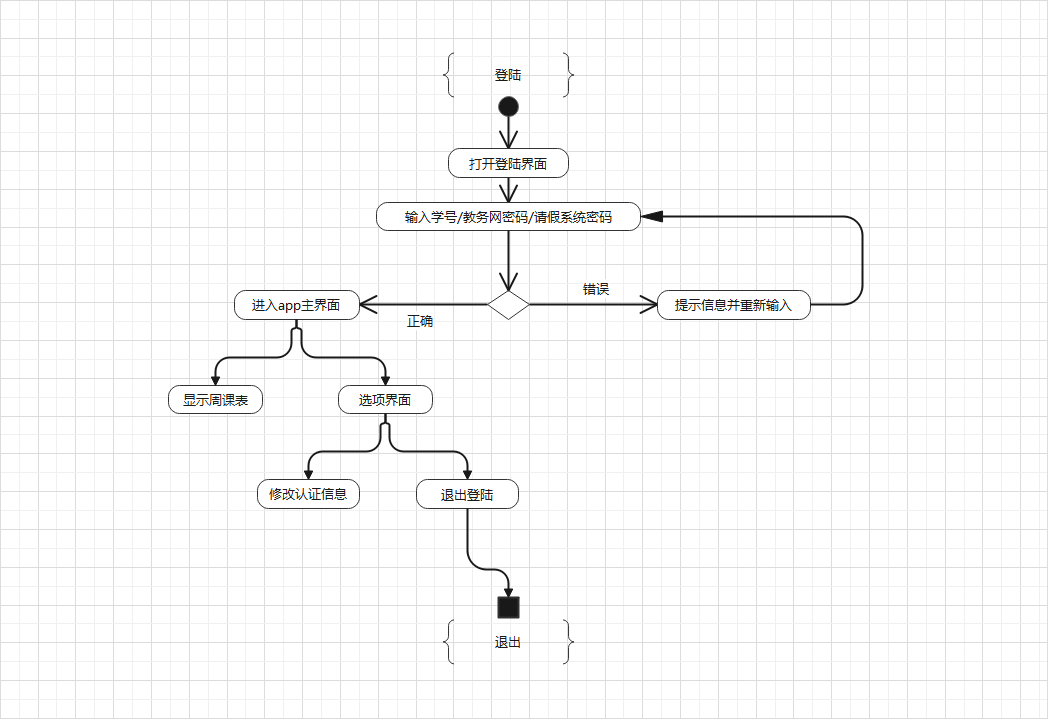 登陆
打开登陆界面
输入学号/教务网密码/请假系统密码
错误
进入app主界面
提示信息并重新输入
正确
显示周课表
选项界面
修改认证信息
退出登陆
退出